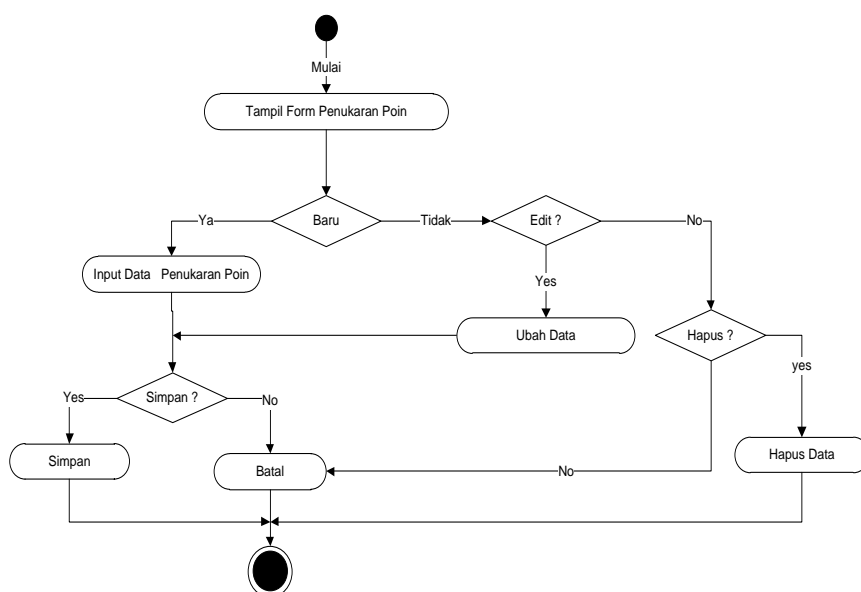 Mulai
Tampil Form Penukaran Poin
Ya
Baru
Tidak
Edit ?
No
Input Data Penukaran Poin
Yes
Ubah Data
Hapus ?
yes
Yes
Simpan ?
No
Simpan
Batal
No
Hapus Data